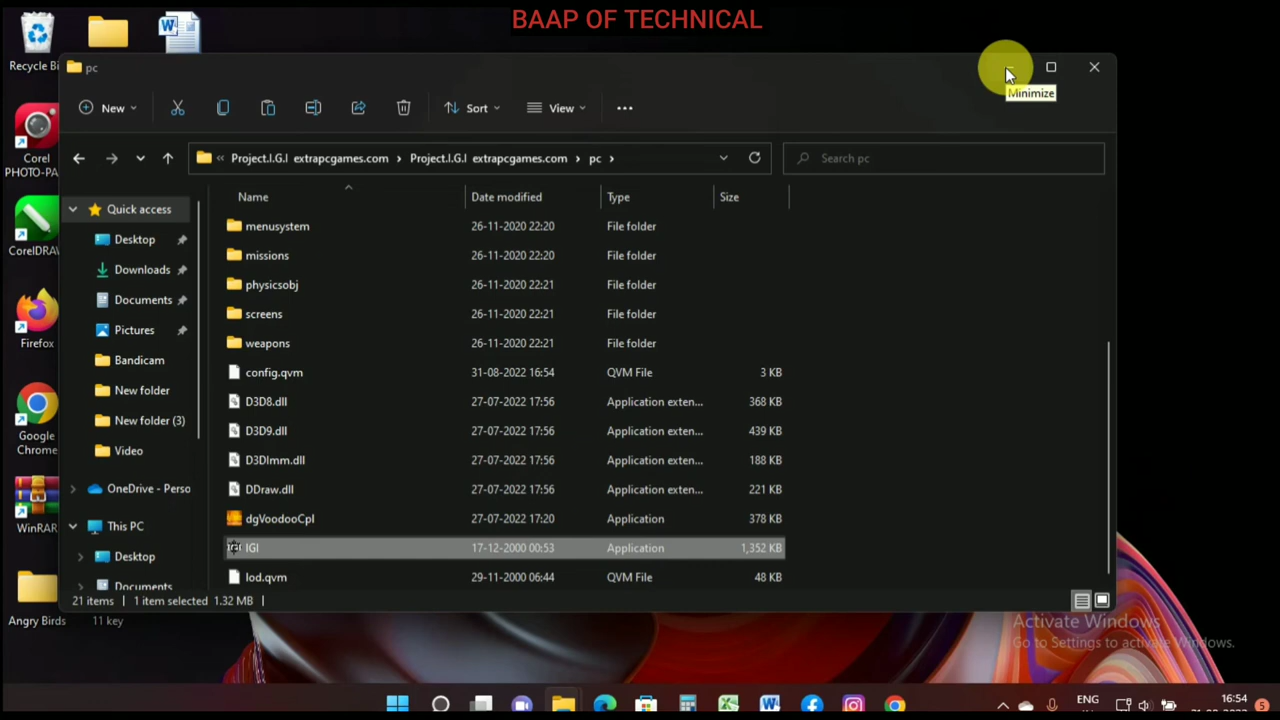 BAAP OF TECHNICAL
Recycle Bi
pc
Minimize
New
Sort
View
Corel
PHOTO-PA
Project.I.G.I extrapcgames.com > Project.I.G.I extrapcgames.com > pc >
Search pc
Name
Date modified
Type
Size
Quick access
Desktop
Downloads
Documents
Pictures
Bandicam
New folder
New folder (3)
Video
OneDrive - Perso
This PC
Desktop
Documents
CorelDRAW
Firefox
Google
Chrome
WinRAR
Angry Birds
11 key
menusystem 26-11-2020 22:20 File folder
missions 26-11-2020 22:20 File folder
physicsobj 26-11-2020 22:21 File folder
screens 26-11-2020 22:21 File folder
weapons 26-11-2020 22:21 File folder
config.qvm 31-08-2022 16:54 QVM File 3 KB
D3D8.dll 27-07-2022 17:56 Application exten... 368 KB
D3D9.dll 27-07-2022 17:56 Application exten... 439 KB
D3DImm.dll 27-07-2022 17:56 Application exten... 188 KB
DDraw.dll 27-07-2022 17:56 Application exten... 221 KB
dgVoodooCpl 27-07-2022 17:20 Application 378 KB
IGI 17-12-2000 00:53 Application 1,352 KB
lod.qvm 29-11-2000 06:44 QVM File 48 KB
21 items 1 item selected 1.32 MB
Activate Windows
Go to Settings to activate Windows.
ENG
16:54
5